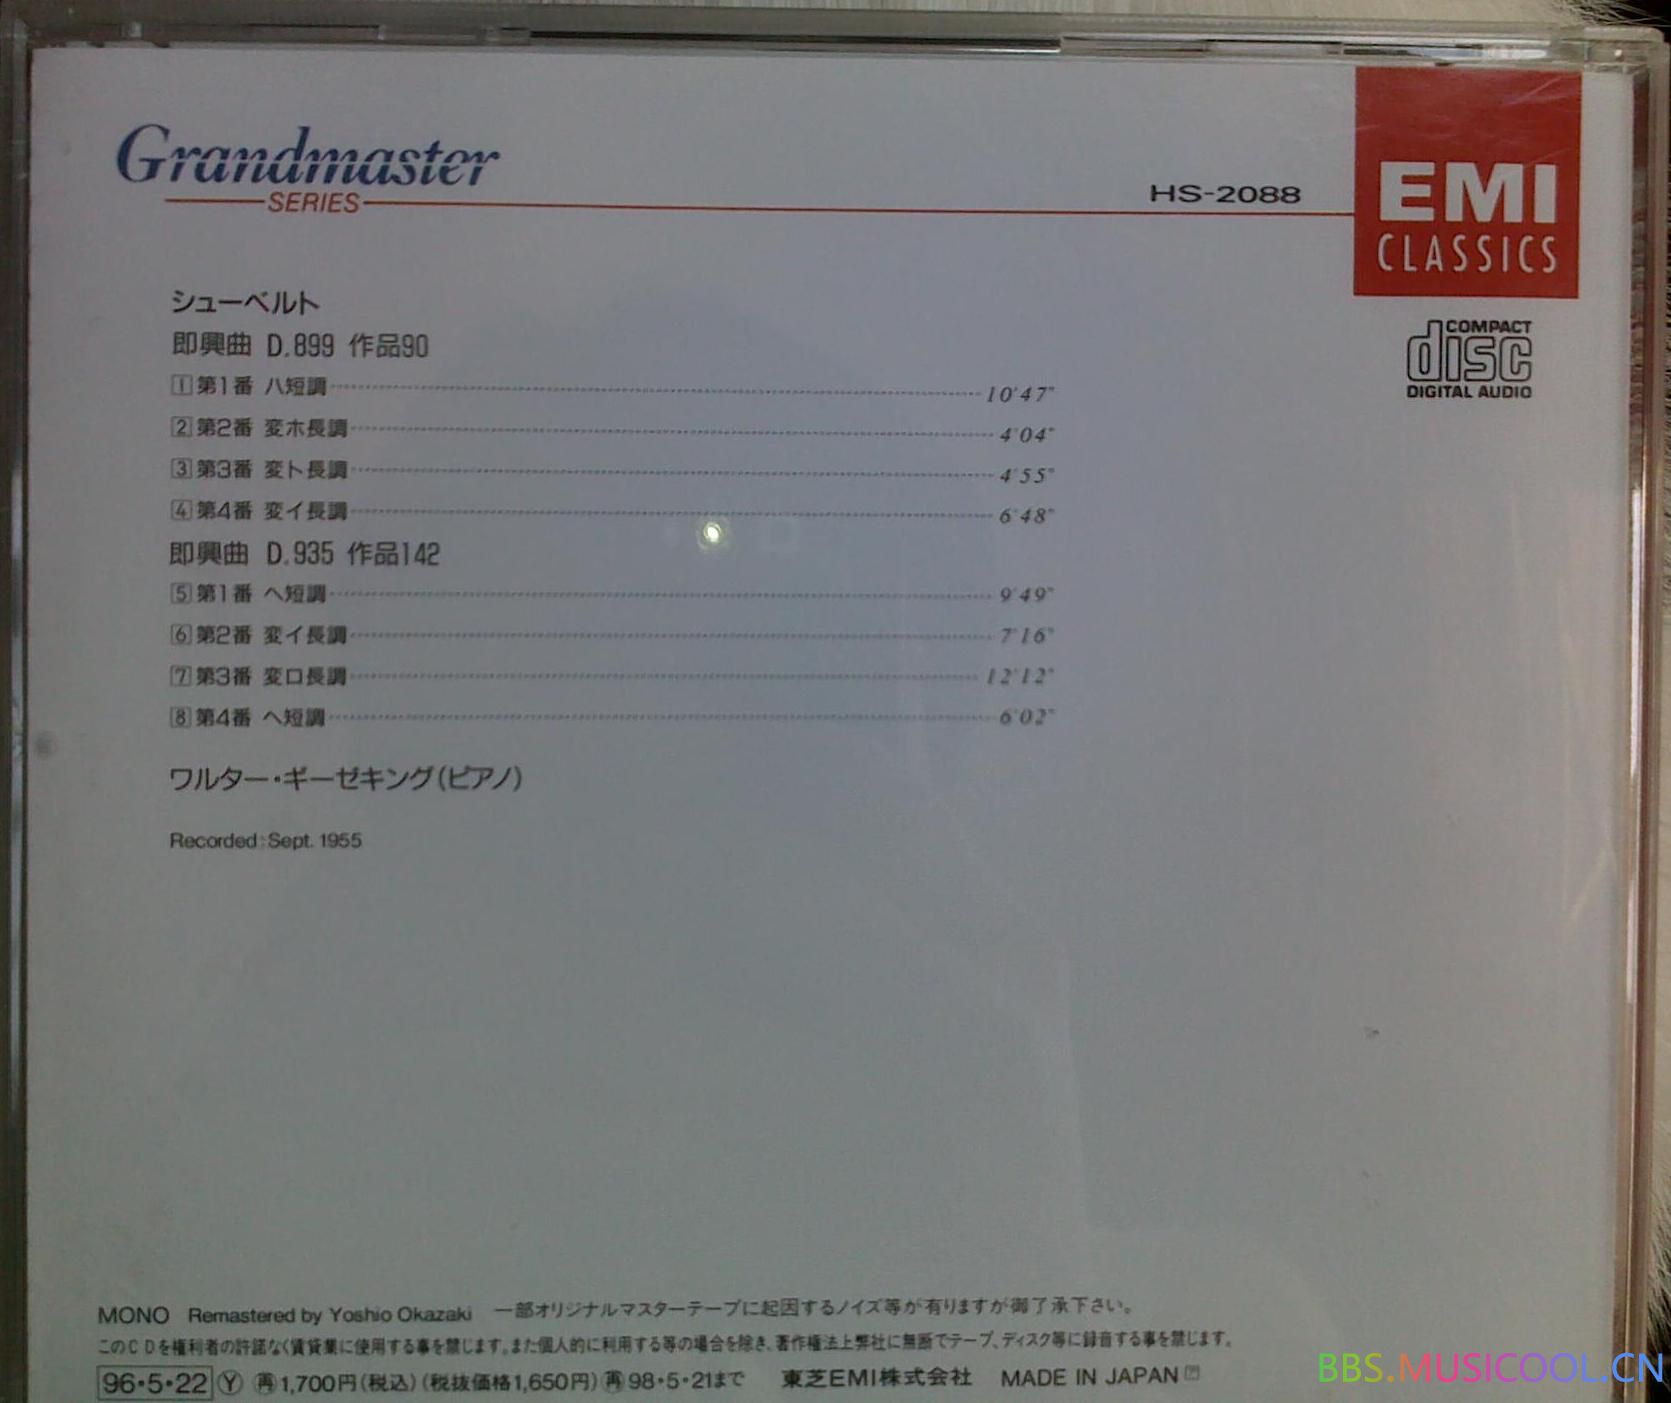 Grandmaster
SERIES
HS-2088
EMI
CLASSICS
COMPACT
disc
DIGITAL AUDIO
シューベルト
即興曲 D.899 作品90
1 第1番 ハ短調 10'47"
2 第2番 変ホ長調 4'04"
3 第3番 変ト長調 4'55"
4 第4番 変イ長調 6'48"
即興曲 D.935 作品142
5 第1番 ヘ短調 9'49"
6 第2番 変イ長調 7'16"
7 第3番 変ロ長調 12'12"
8 第4番 ヘ短調 6'02"
ワルター・ギーゼキング(ピアノ)
Recorded : Sept. 1955
MONO Remastered by Yoshio Okazaki 一部オリジナルマスターテープに起因するノイズ等が有りますが御了承下さい。
このCDを権利者の許諾なく賃貸業に使用する事を禁じます。また個人的に利用する等の場合を除き、著作権法上弊社に無断でテープ、ディスク等に録音する事を禁じます。
96・5・22 Ⓨ 再 1,700円(税込)(税抜価格1,650円) 再 98・5・21まで 東芝EMI株式会社 MADE IN JAPAN
BBS.MUSICOOL.CN